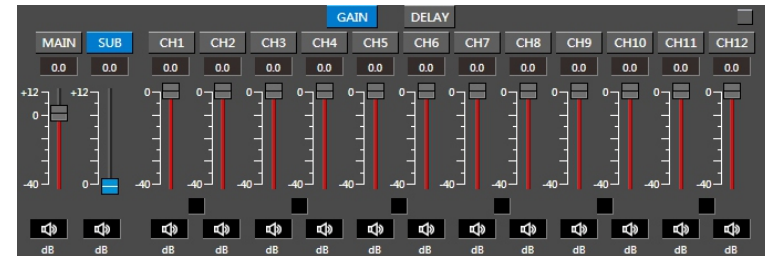 GAIN DELAY
MAIN SUB CH1 CH2 CH3 CH4 CH5 CH6 CH7 CH8 CH9 CH10 CH11 CH12
0.0 0.0 0.0 0.0 0.0 0.0 0.0 0.0 0.0 0.0 0.0 0.0 0.0 0.0
+12 +12 0 0 0 0 0 0 0 0 0 0 0 0
0
-40 0 -40 -40 -40 -40 -40 -40 -40 -40 -40 -40 -40 -40
dB dB dB dB dB dB dB dB dB dB dB dB dB dB